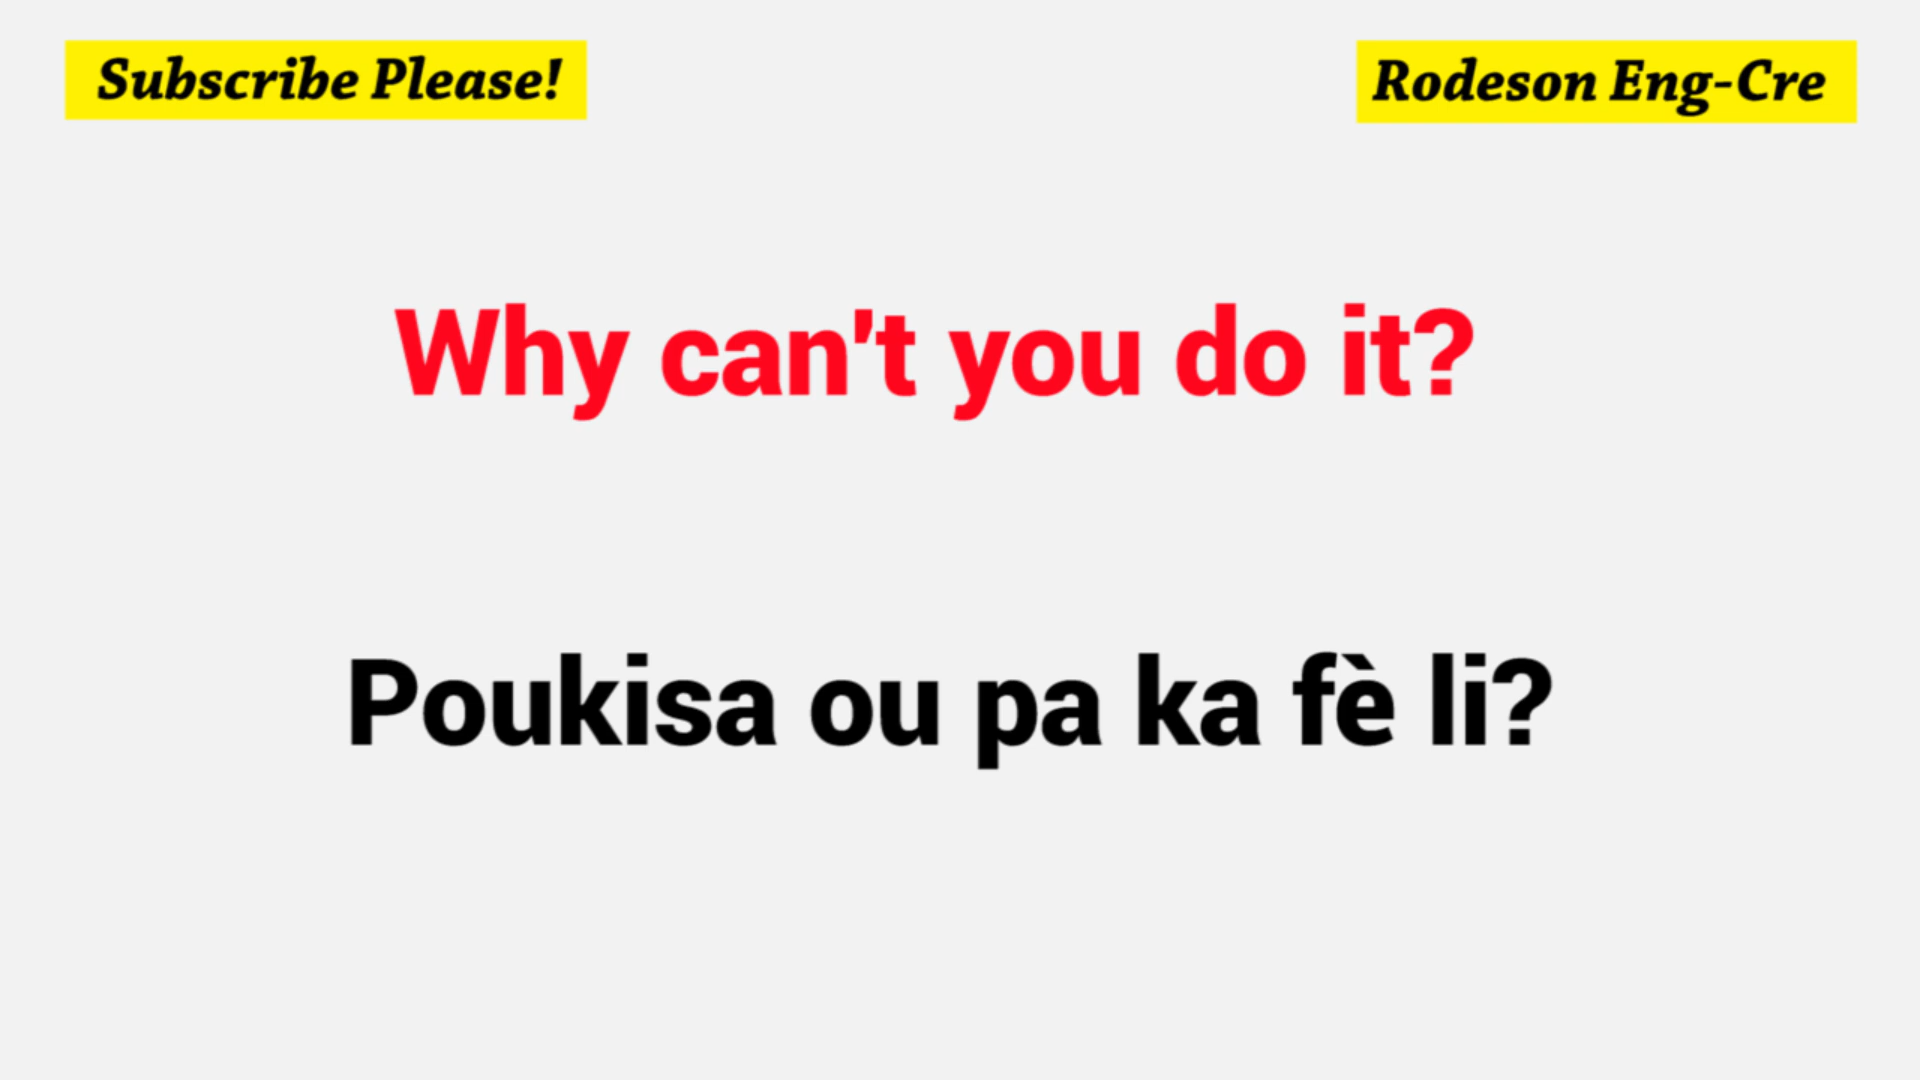 Subscribe Please!
Rodeson Eng-Cre
Why can't you do it?
Poukisa ou pa ka fè li?